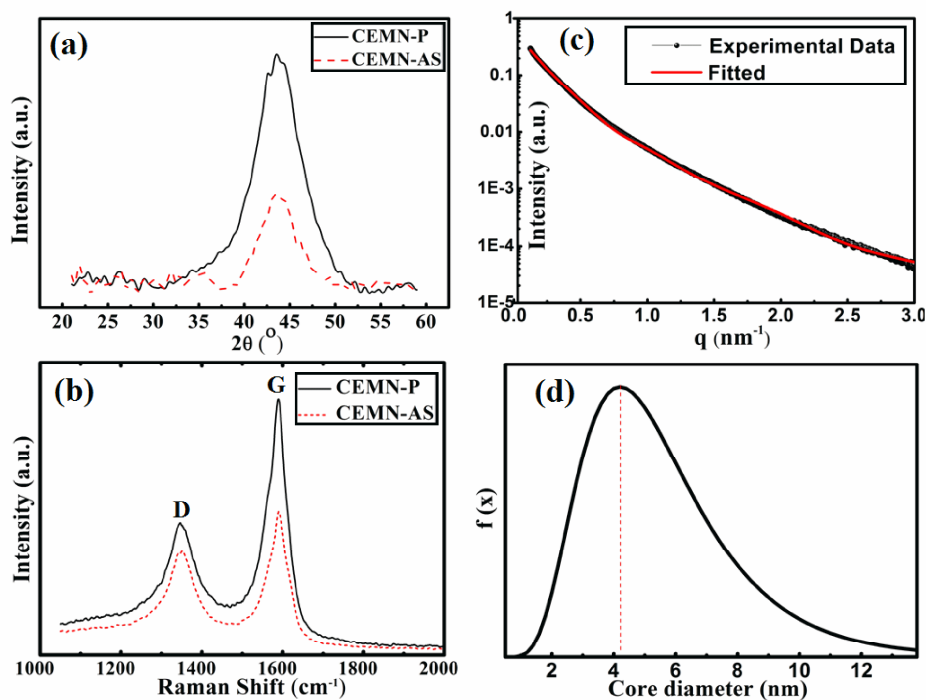 (a)
CEMN-P
CEMN-AS
Intensity (a.u.)
20 25 30 35 40 45 50 55 60
2θ (°)
(c)
Experimental Data
Fitted
1
0.1
0.01
1E-3
1E-4
1E-5
Intensity (a.u.)
0.0 0.5 1.0 1.5 2.0 2.5 3.0
q (nm⁻¹)
(b)
G
CEMN-P
CEMN-AS
D
Intensity (a.u.)
1000 1200 1400 1600 1800 2000
Raman Shift (cm⁻¹)
(d)
f (x)
2 4 6 8 10 12
Core diameter (nm)